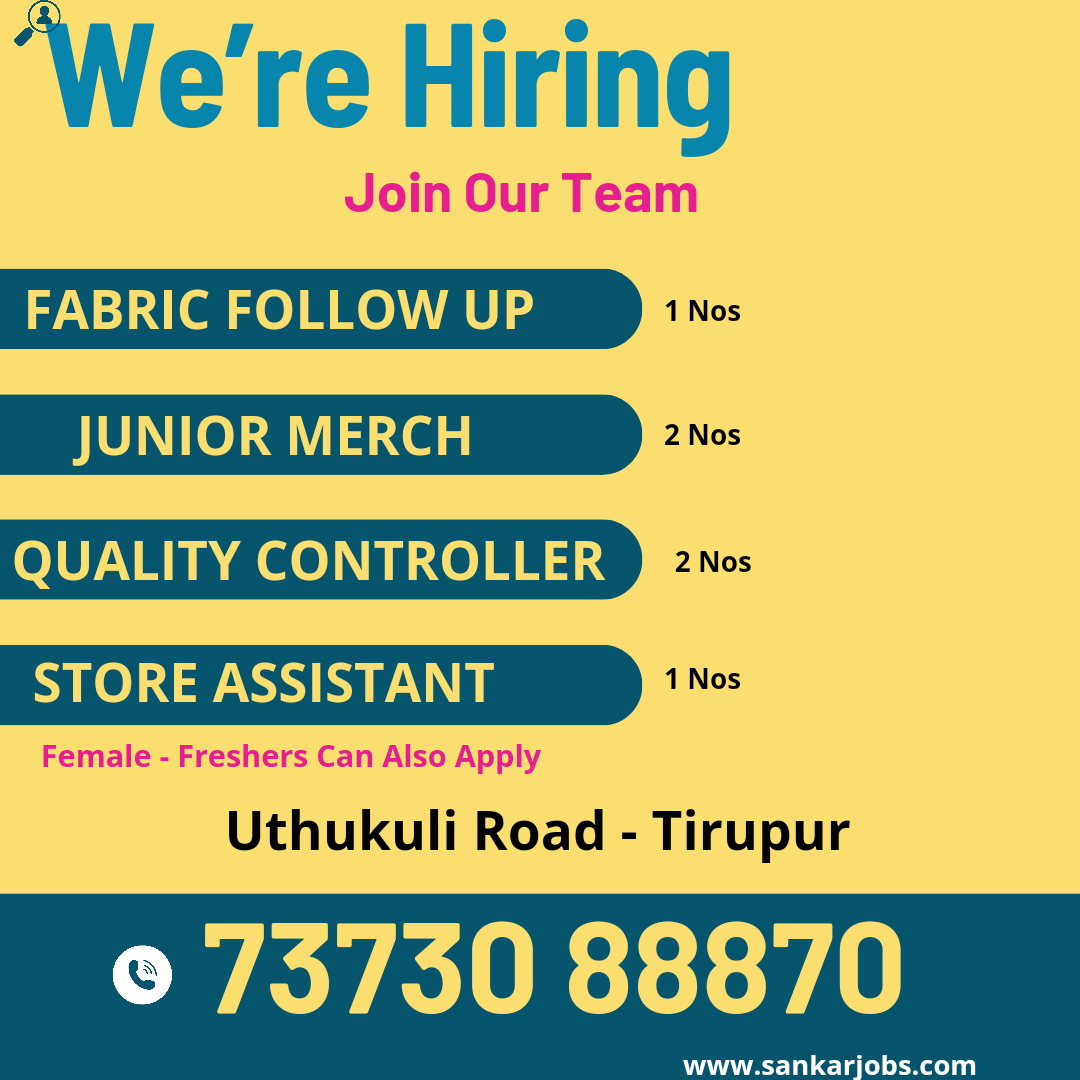 We're Hiring
Join Our Team
FABRIC FOLLOW UP 1 Nos
JUNIOR MERCH 2 Nos
QUALITY CONTROLLER 2 Nos
STORE ASSISTANT 1 Nos
Female - Freshers Can Also Apply
Uthukuli Road - Tirupur
73730 88870
www.sankarjobs.com